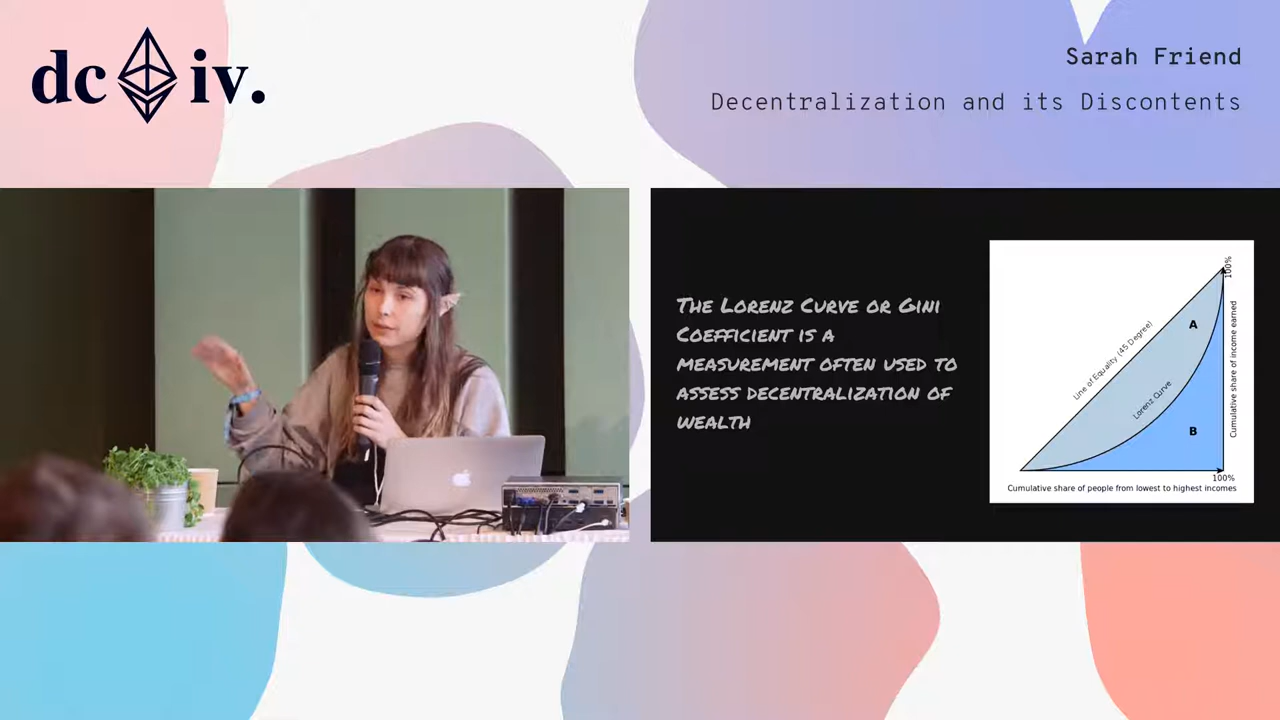 dc iv.
Sarah Friend
Decentralization and its Discontents
The Lorenz Curve or Gini
Coefficient is a
measurement often used to
assess decentralization of
wealth
100%
Line of Equality (45 Degree)
A
Cumulative share of income earned
Lorenz Curve
B
100%
Cumulative share of people from lowest to highest incomes